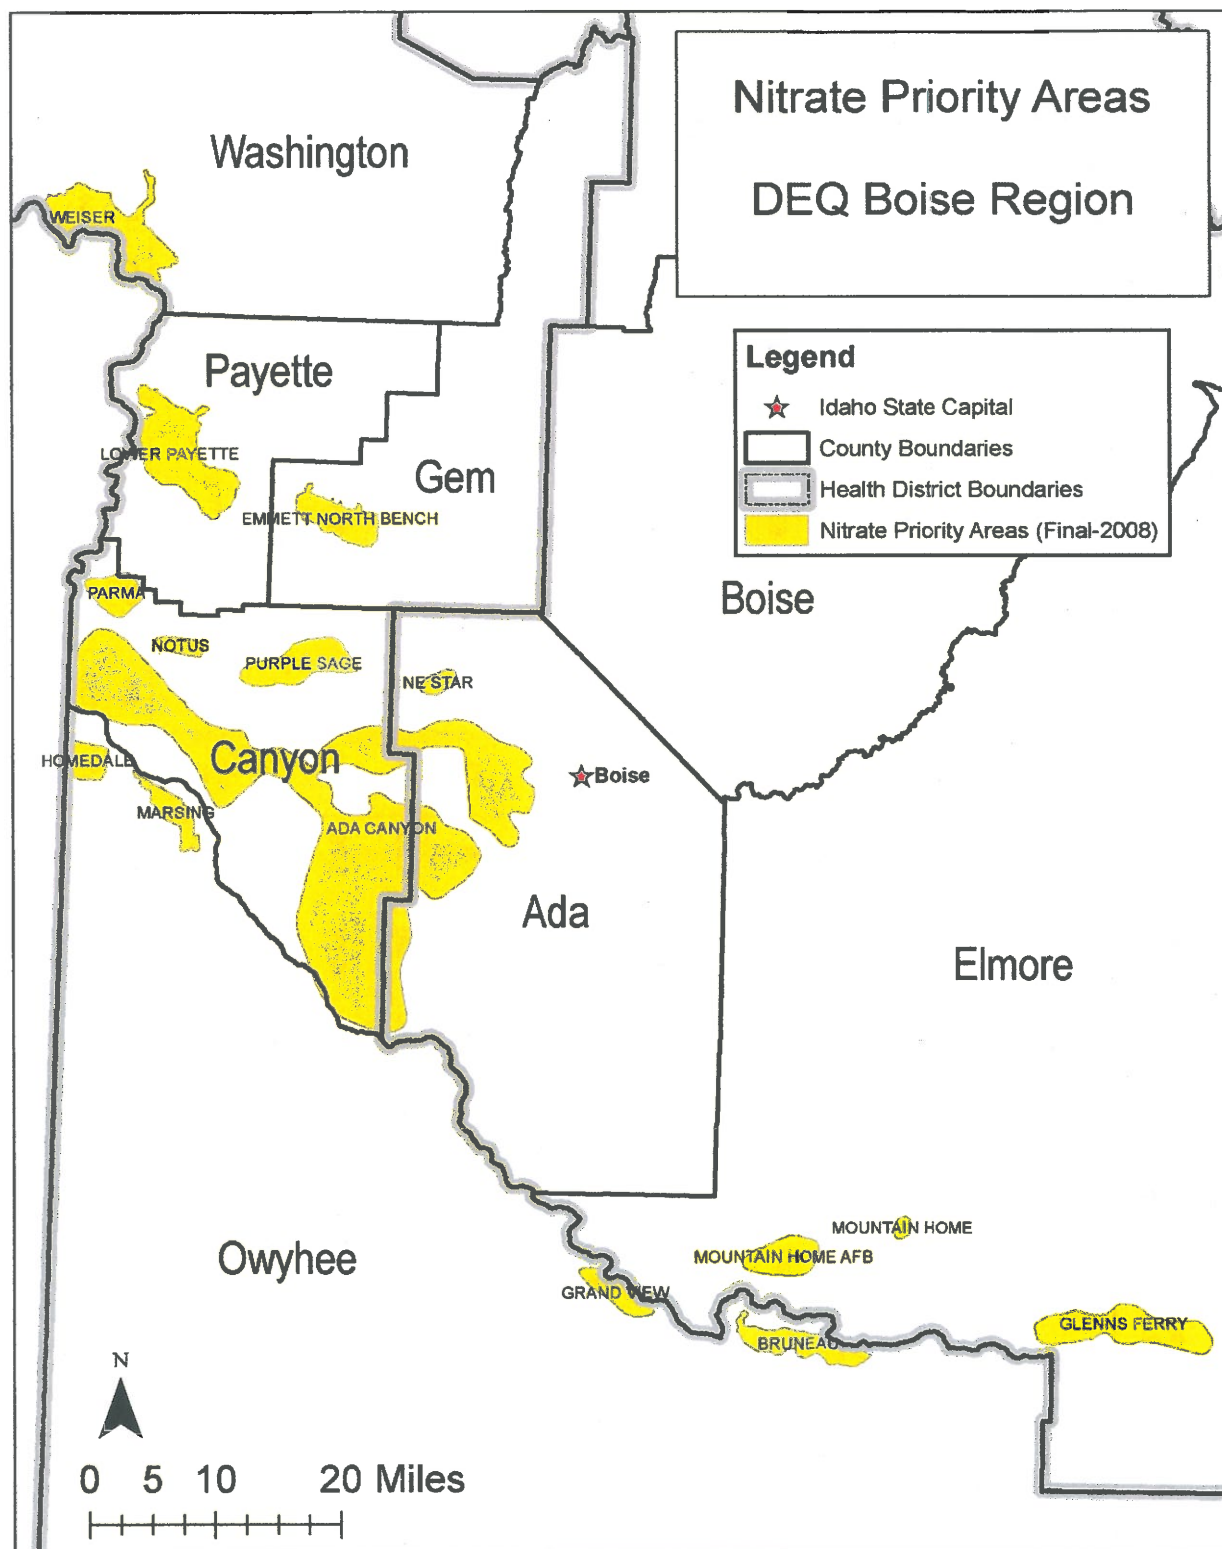 Nitrate Priority Areas
DEQ Boise Region
Washington
WEISER
Legend
Idaho State Capital
County Boundaries
Health District Boundaries
Nitrate Priority Areas (Final-2008)
Payette
LOWER PAYETTE
Gem
EMMETT NORTH BENCH
PARMA
Boise
NOTUS
PURPLE SAGE
NE STAR
HOMEDALE
Canyon
Boise
MARSING
ADA CANYON
Ada
Elmore
MOUNTAIN HOME
MOUNTAIN HOME AFB
Owyhee
GRAND VIEW
GLENNS FERRY
BRUNEAU
N
0 5 10 20 Miles